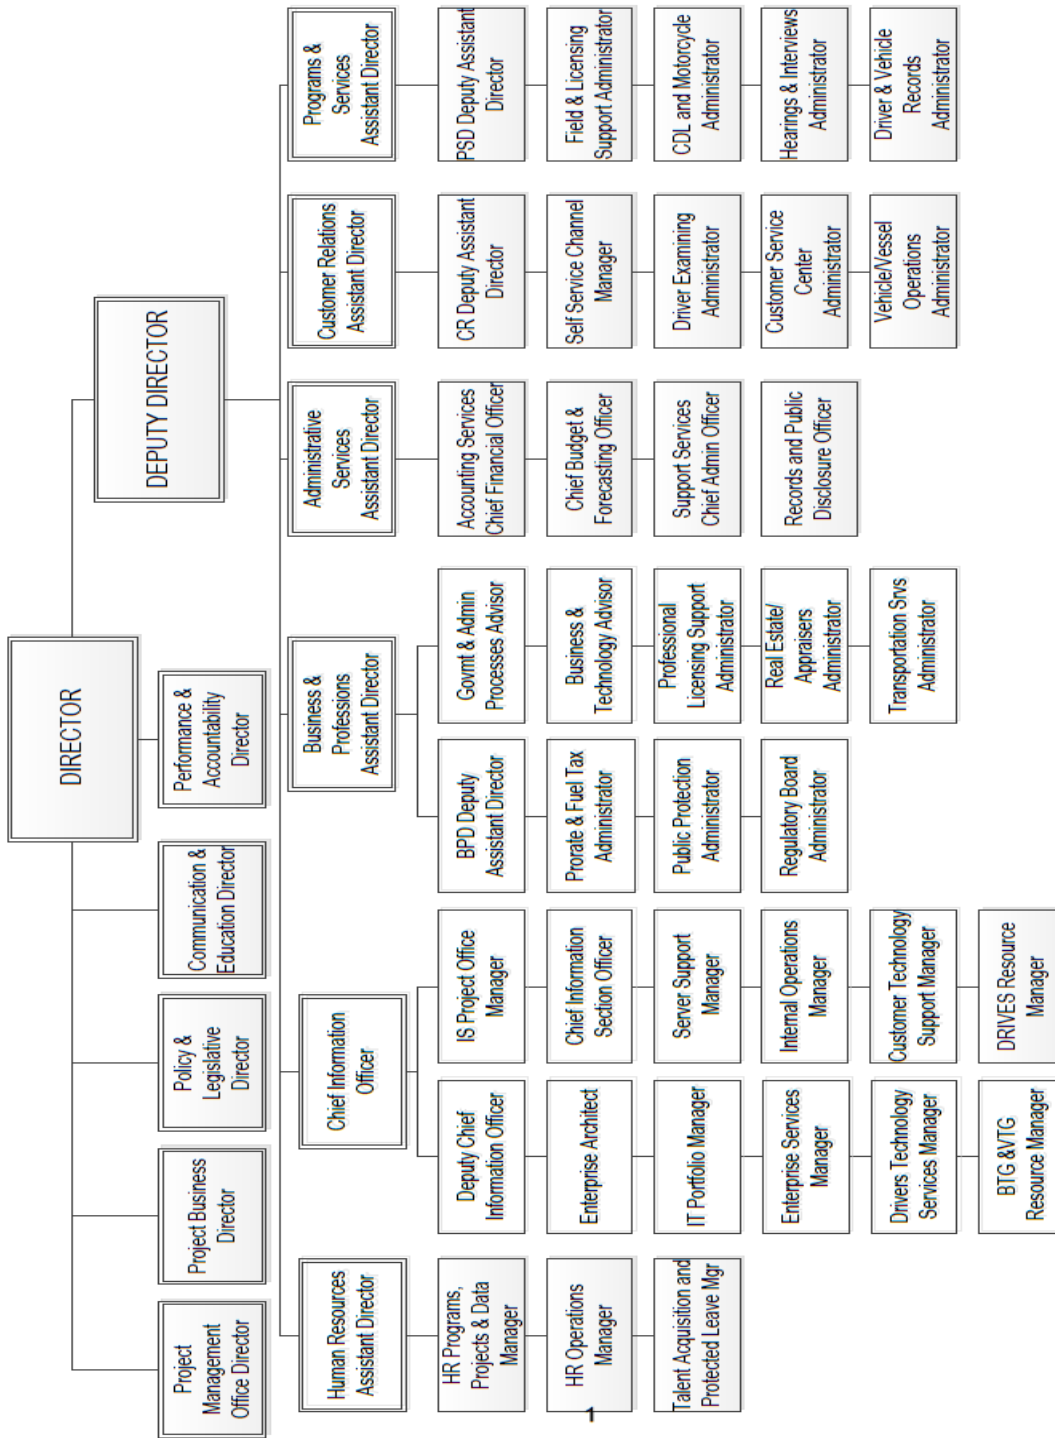 DIRECTOR
DEPUTY DIRECTOR
Project
Management
Office Director
Project Business
Director
Policy &
Legislative
Director
Communication &
Education Director
Performance &
Accountability
Director
Human Resources
Assistant Director
HR Programs,
Projects & Data
Manager
HR Operations
Manager
Talent Acquisition and
Protected Leave Mgr
Chief Information
Officer
Deputy Chief
Information Officer
Enterprise Architect
IT Portfolio Manager
Enterprise Services
Manager
Drivers Technology
Services Manager
BTG &VTG
Resource Manager
IS Project Office
Manager
Chief Information
Section Officer
Server Support
Manager
Internal Operations
Manager
Customer Technology
Support Manager
DRIVES Resource
Manager
Business &
Professions
Assistant Director
BPD Deputy
Assistant Director
Prorate & Fuel Tax
Administrator
Public Protection
Administrator
Regulatory Board
Administrator
Govmt & Admin
Processes Advisor
Business &
Technology Advisor
Professional
Licensing Support
Administrator
Real Estate/
Appraisers
Administrator
Transportation Srvs
Administrator
Administrative
Services
Assistant Director
Accounting Services
Chief Financial Officer
Chief Budget &
Forecasting Officer
Support Services
Chief Admin Officer
Records and Public
Disclosure Officer
Customer Relations
Assistant Director
CR Deputy Assistant
Director
Self Service Channel
Manager
Driver Examining
Administrator
Customer Service
Center
Administrator
Vehicle/Vessel
Operations
Administrator
Programs &
Services
Assistant Director
PSD Deputy Assistant
Director
Field & Licensing
Support Administrator
CDL and Motorcycle
Administrator
Hearings & Interviews
Administrator
Driver & Vehicle
Records
Administrator